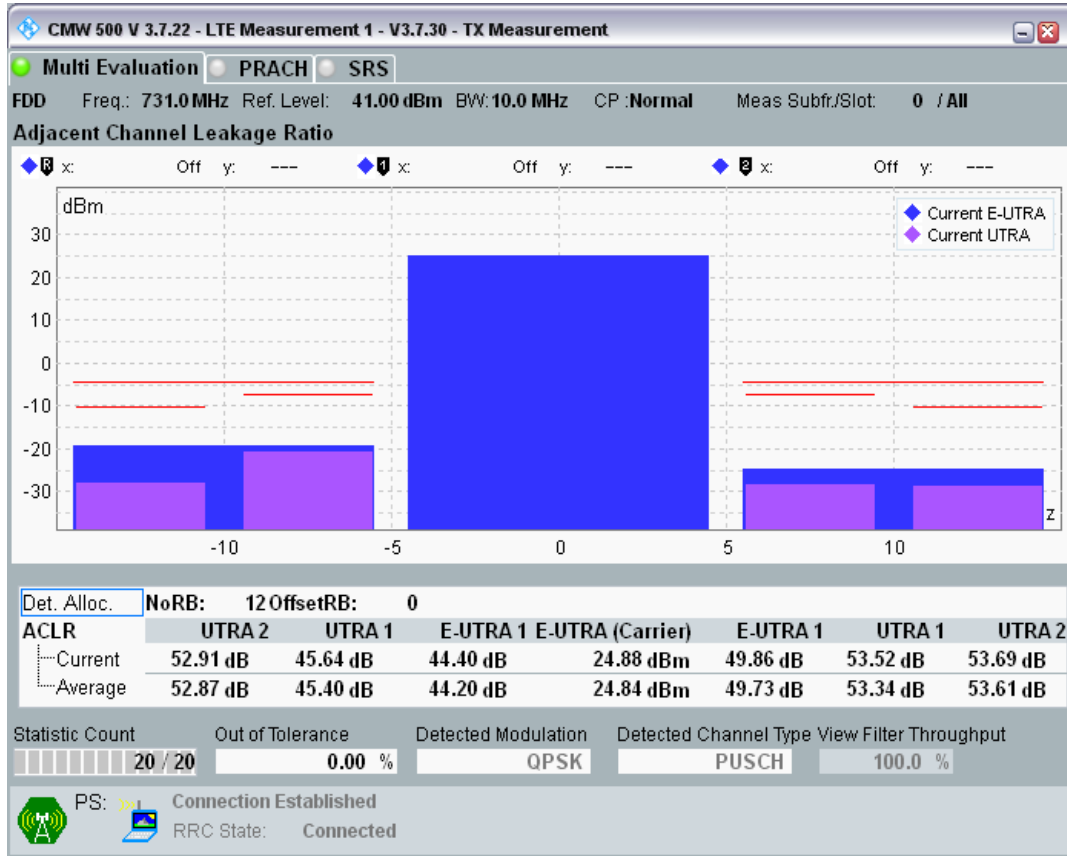 CMW 500 V 3.7.22 - LTE Measurement 1 - V3.7.30 - TX Measurement
Multi Evaluation PRACH SRS
FDD Freq.: 731.0 MHz Ref. Level: 41.00 dBm BW: 10.0 MHz CP :Normal Meas Subfr./Slot: 0 / All
Adjacent Channel Leakage Ratio
R x: Off y: --- 1 x: Off y: --- 2 x: Off y: ---
dBm
Current E-UTRA
Current UTRA
30
20
10
0
-10
-20
-30
z
-10 -5 0 5 10
Det. Alloc. NoRB: 12 OffsetRB: 0
ACLR UTRA 2 UTRA 1 E-UTRA 1 E-UTRA (Carrier) E-UTRA 1 UTRA 1 UTRA 2
Current 52.91 dB 45.64 dB 44.40 dB 24.88 dBm 49.86 dB 53.52 dB 53.69 dB
Average 52.87 dB 45.40 dB 44.20 dB 24.84 dBm 49.73 dB 53.34 dB 53.61 dB
Statistic Count Out of Tolerance Detected Modulation Detected Channel Type View Filter Throughput
20 / 20 0.00 % QPSK PUSCH 100.0 %
PS: Connection Established
RRC State: Connected